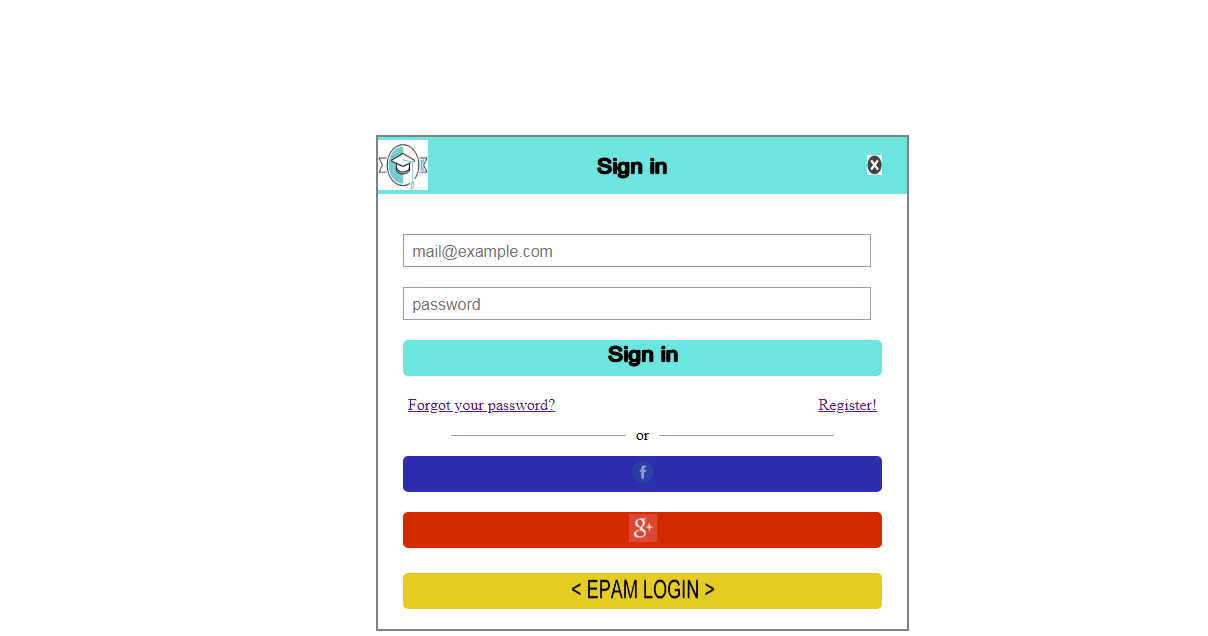 Sign in
mail@example.com
password
Sign in
Forgot your password? Register!
or
f
g+
< EPAM LOGIN >